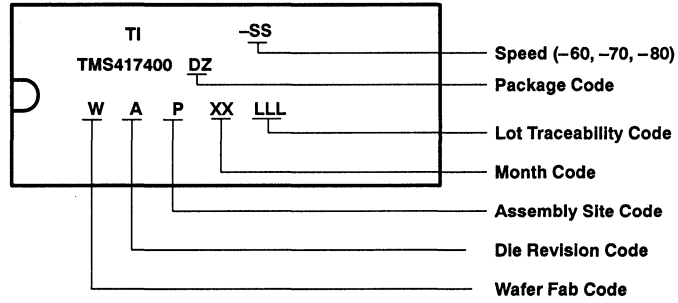 TI
–SS
TMS417400 DZ
W A P XX LLL
Speed (–60, –70, –80)
Package Code
Lot Traceability Code
Month Code
Assembly Site Code
Die Revision Code
Wafer Fab Code